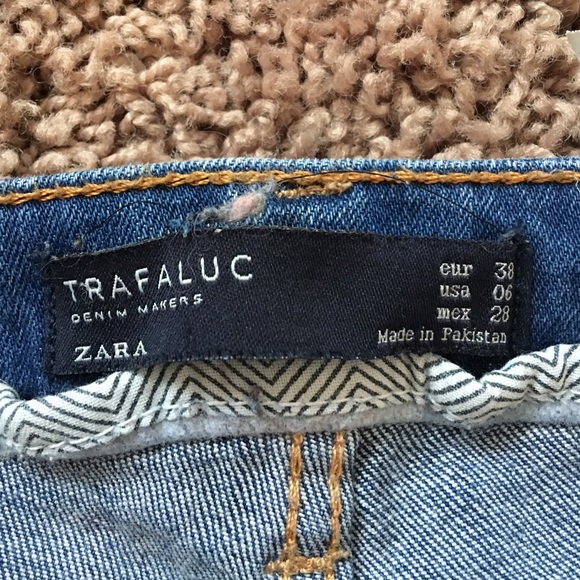 TRAFALUC
DENIM MAKERS
ZARA
eur 38
usa 06
mex 28
Made in Pakistan